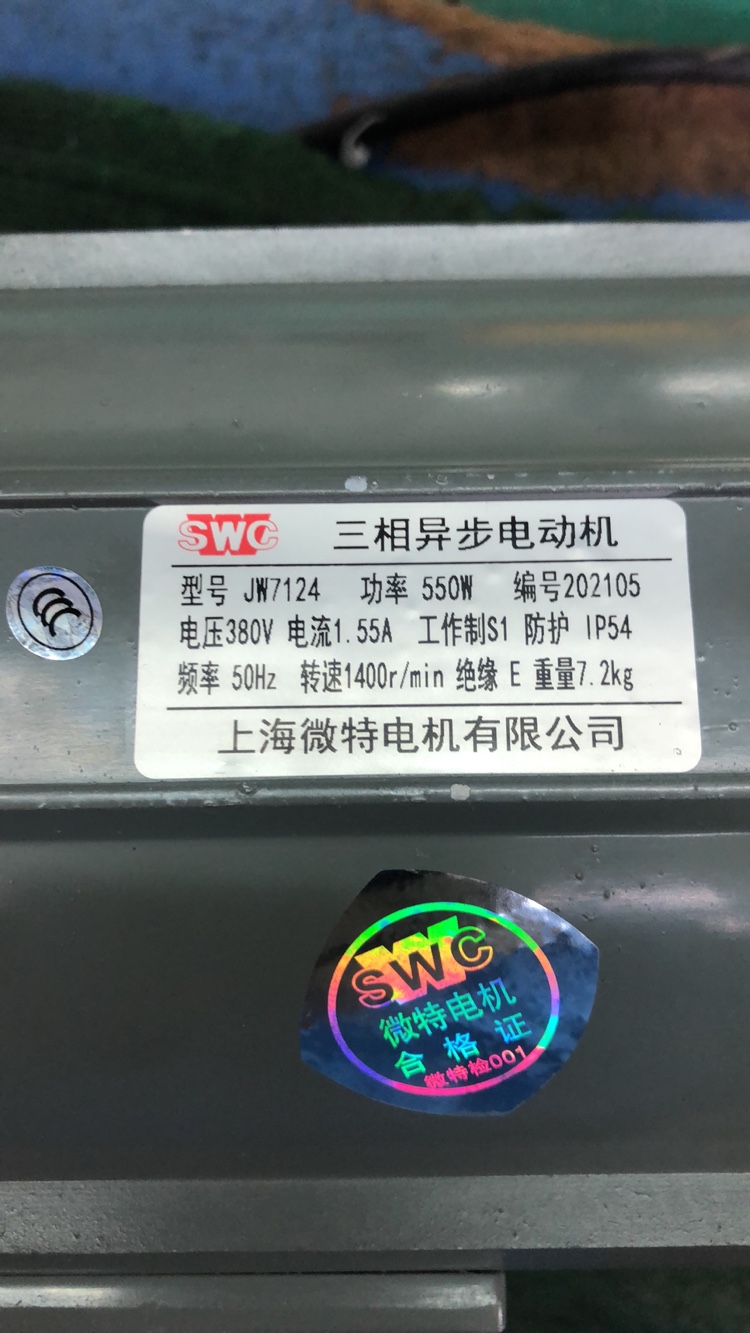 SWC 三相异步电动机
型号 JW7124 功率 550W 编号202105
电压380V 电流1.55A 工作制S1 防护 IP54
频率 50Hz 转速1400r/min 绝缘 E 重量7.2kg
上海微特电机有限公司
SWC
微特电机
合格证
微特检001